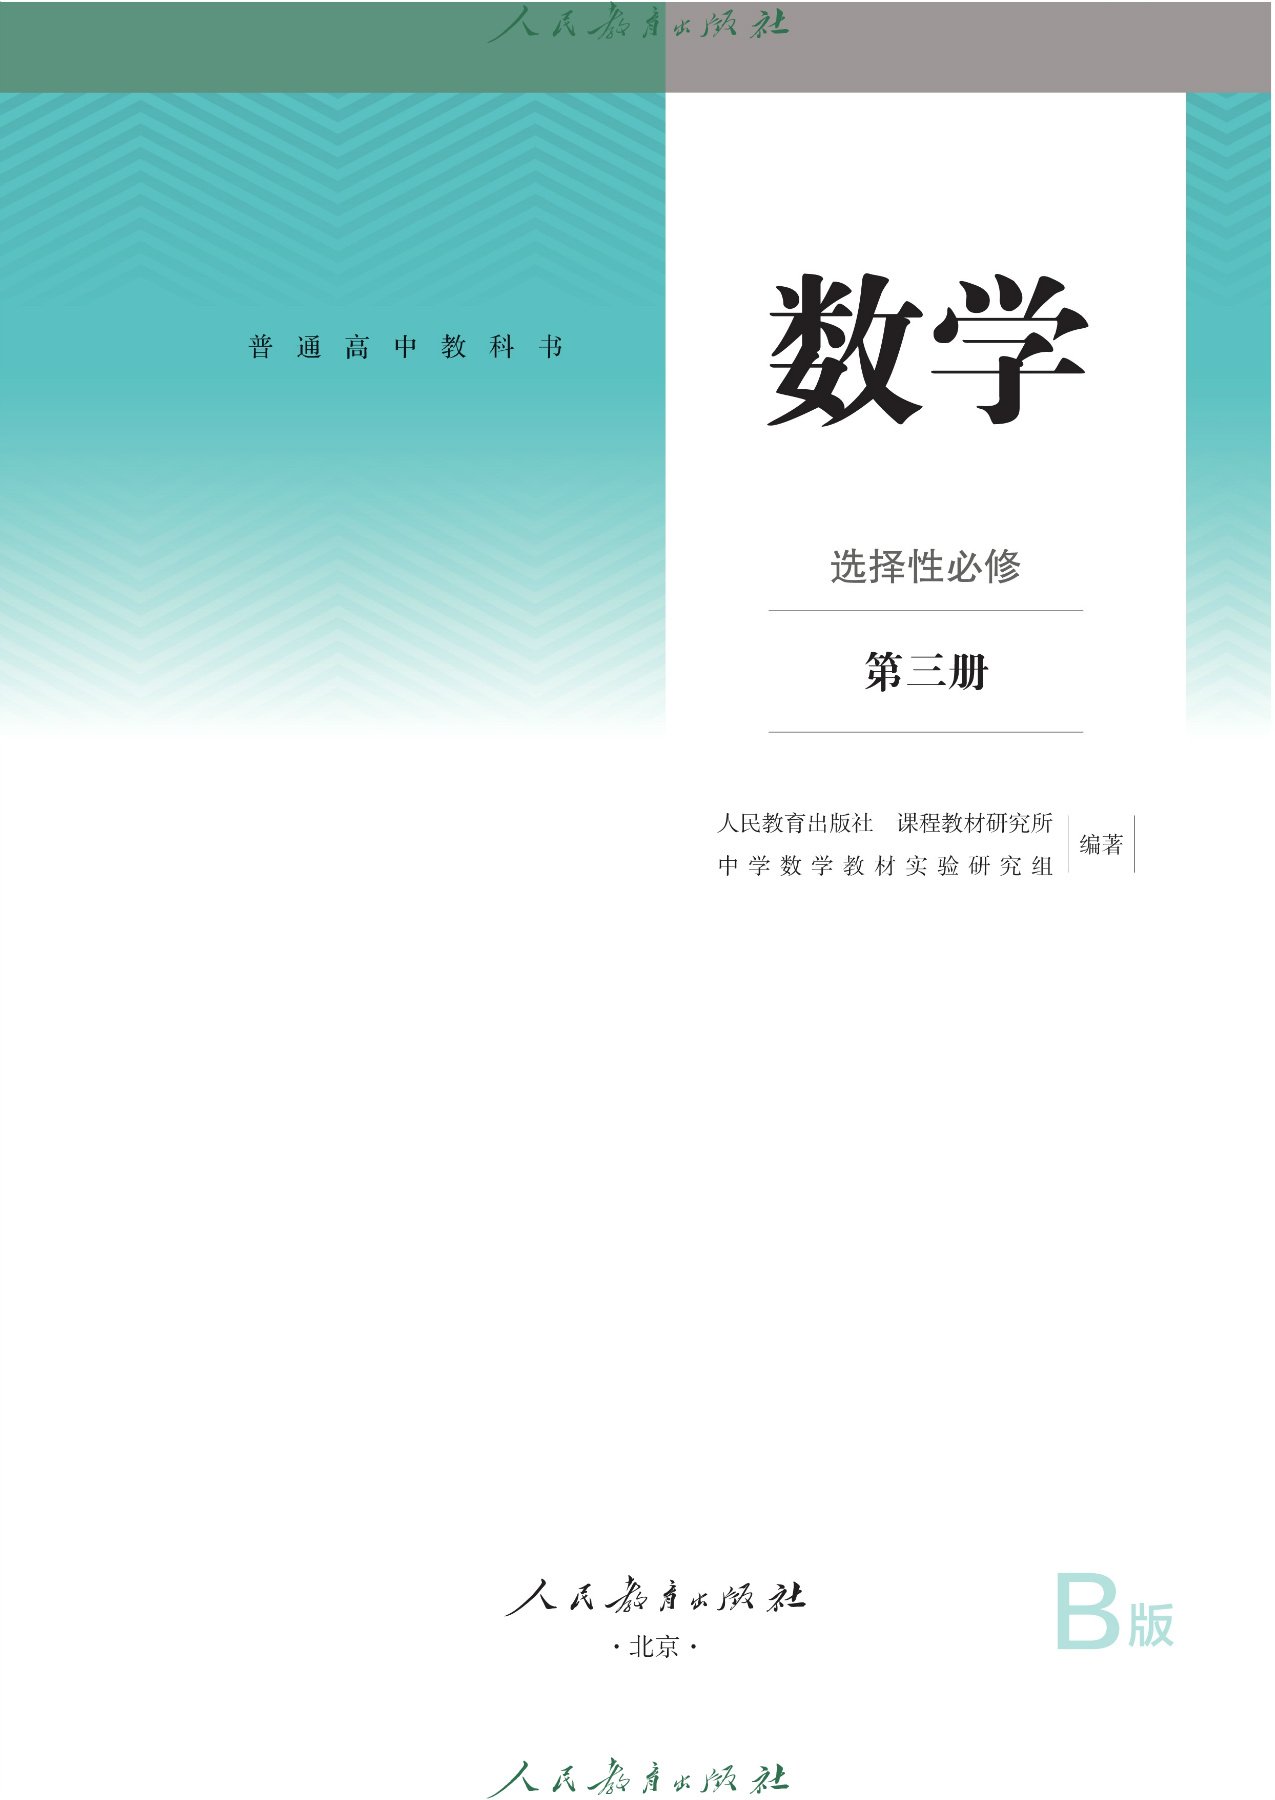 人民教育出版社
普通高中教科书
数学
选择性必修
第三册
人民教育出版社 课程教材研究所
中学数学教材实验研究组
编著
人民教育出版社
·北京·
B版
人民教育出版社